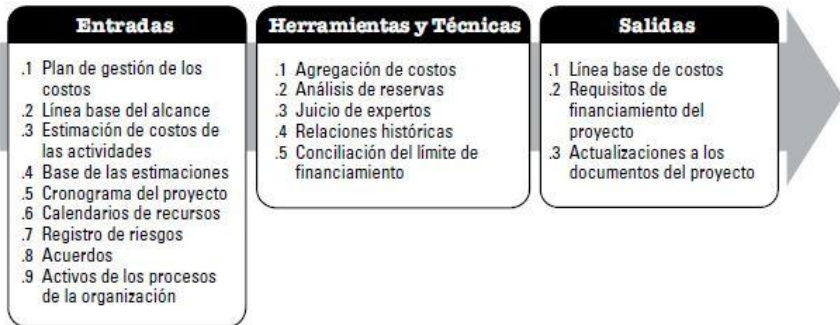 Entradas
.1 Plan de gestión de los
costos
.2 Línea base del alcance
.3 Estimación de costos de
las actividades
.4 Base de las estimaciones
.5 Cronograma del proyecto
.6 Calendarios de recursos
.7 Registro de riesgos
.8 Acuerdos
.9 Activos de los procesos
de la organización
Herramientas y Técnicas
.1 Agregación de costos
.2 Análisis de reservas
.3 Juicio de expertos
.4 Relaciones históricas
.5 Conciliación del límite de
financiamiento
Salidas
.1 Línea base de costos
.2 Requisitos de
financiamiento del
proyecto
.3 Actualizaciones a los
documentos del proyecto